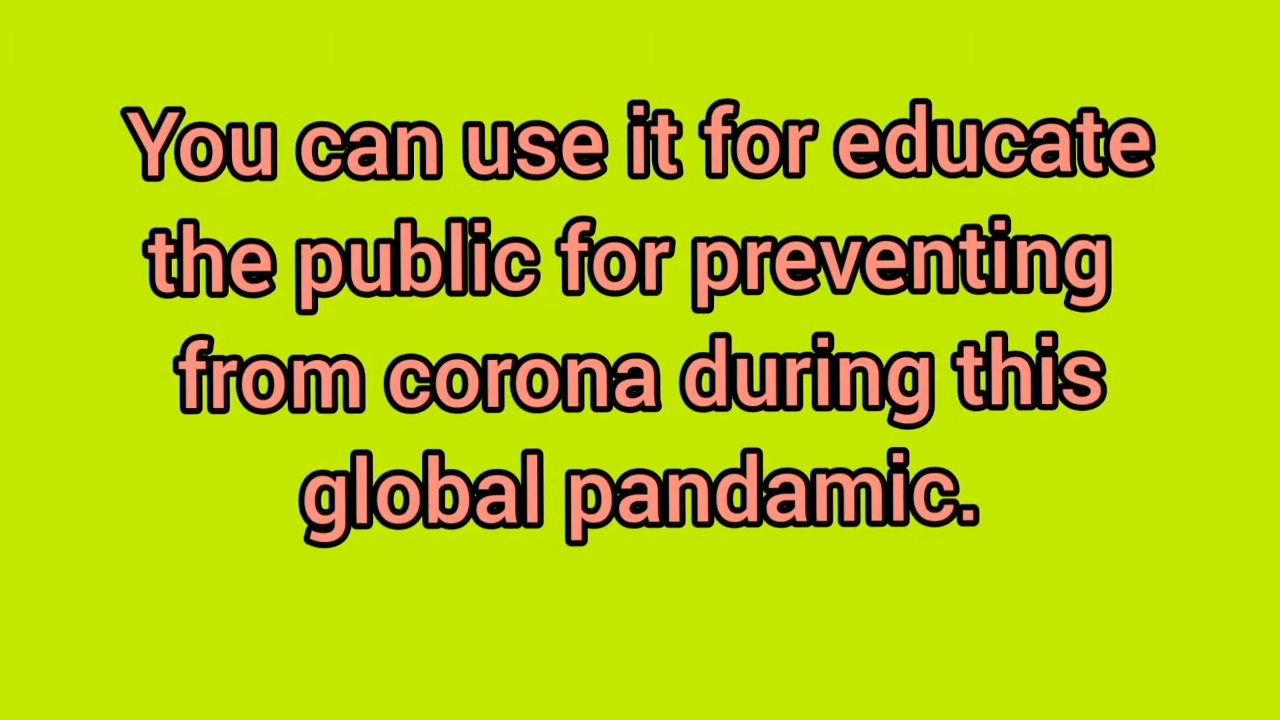 You can use it for educate
the public for preventing
from corona during this
global pandamic.